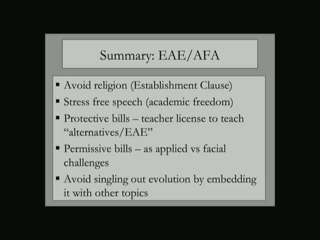 Summary: EAE/AFA
▪ Avoid religion (Establishment Clause)
▪ Stress free speech (academic freedom)
▪ Protective bills – teacher license to teach
“alternatives/EAE”
▪ Permissive bills – as applied vs facial
challenges
▪ Avoid singling out evolution by embedding
it with other topics